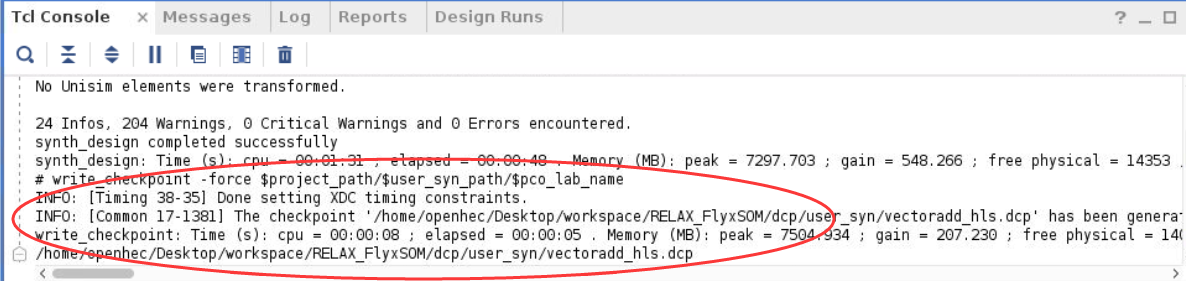 Tcl Console × Messages Log Reports Design Runs ?
No Unisim elements were transformed.
24 Infos, 204 Warnings, 0 Critical Warnings and 0 Errors encountered.
synth_design completed successfully
synth_design: Time (s): cpu = 00:01:31 ; elapsed = 00:00:48 . Memory (MB): peak = 7297.703 ; gain = 548.266 ; free physical = 14353 .
# write_checkpoint -force $project_path/$user_syn_path/$pco_lab_name
INFO: [Timing 38-35] Done setting XDC timing constraints.
INFO: [Common 17-1381] The checkpoint '/home/openhec/Desktop/workspace/RELAX_FlyxSOM/dcp/user_syn/vectoradd_hls.dcp' has been generat
write_checkpoint: Time (s): cpu = 00:00:08 ; elapsed = 00:00:05 . Memory (MB): peak = 7504.934 ; gain = 207.230 ; free physical = 140
/home/openhec/Desktop/workspace/RELAX_FlyxSOM/dcp/user_syn/vectoradd_hls.dcp